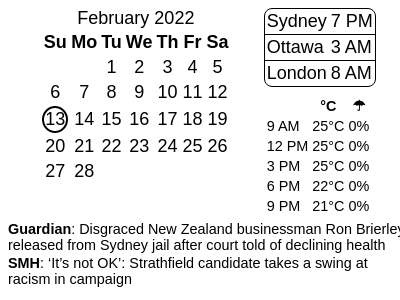 February 2022
Su Mo Tu We Th Fr Sa
1 2 3 4 5
6 7 8 9 10 11 12
13 14 15 16 17 18 19
20 21 22 23 24 25 26
27 28
Sydney 7 PM
Ottawa 3 AM
London 8 AM
°C ☂
9 AM 25°C 0%
12 PM 25°C 0%
3 PM 25°C 0%
6 PM 22°C 0%
9 PM 21°C 0%
Guardian: Disgraced New Zealand businessman Ron Brierley
released from Sydney jail after court told of declining health
SMH: ‘It’s not OK’: Strathfield candidate takes a swing at
racism in campaign